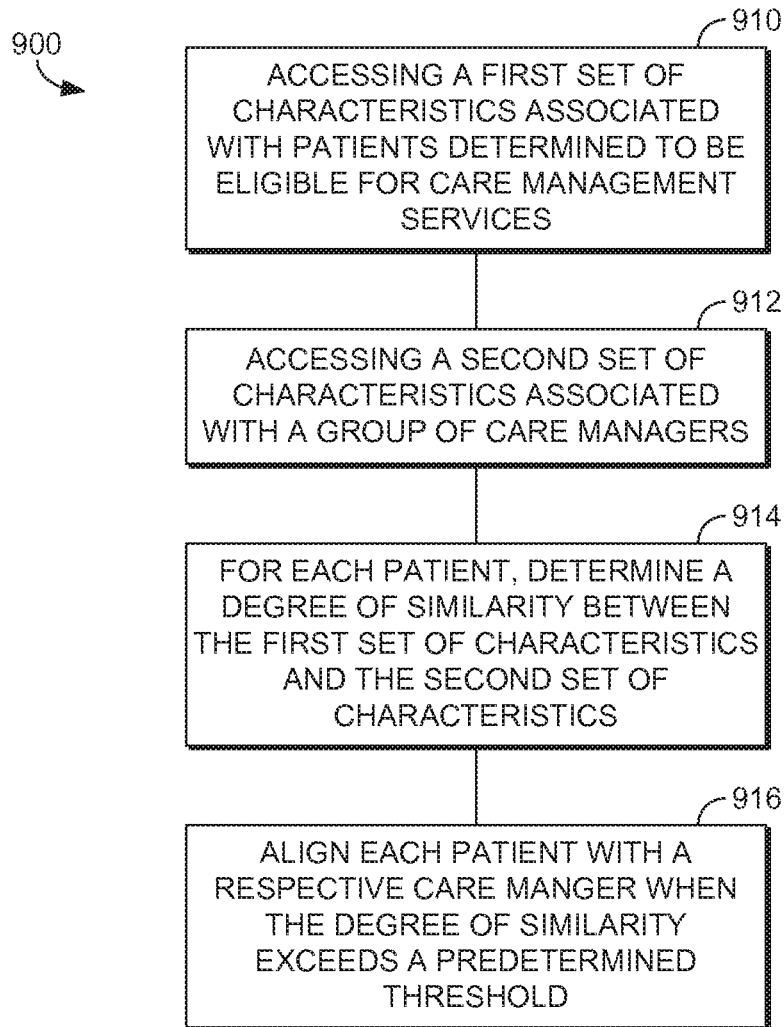 900
910
ACCESSING A FIRST SET OF
CHARACTERISTICS ASSOCIATED
WITH PATIENTS DETERMINED TO BE
ELIGIBLE FOR CARE MANAGEMENT
SERVICES
912
ACCESSING A SECOND SET OF
CHARACTERISTICS ASSOCIATED
WITH A GROUP OF CARE MANAGERS
914
FOR EACH PATIENT, DETERMINE A
DEGREE OF SIMILARITY BETWEEN
THE FIRST SET OF CHARACTERISTICS
AND THE SECOND SET OF
CHARACTERISTICS
916
ALIGN EACH PATIENT WITH A
RESPECTIVE CARE MANGER WHEN
THE DEGREE OF SIMILARITY
EXCEEDS A PREDETERMINED
THRESHOLD